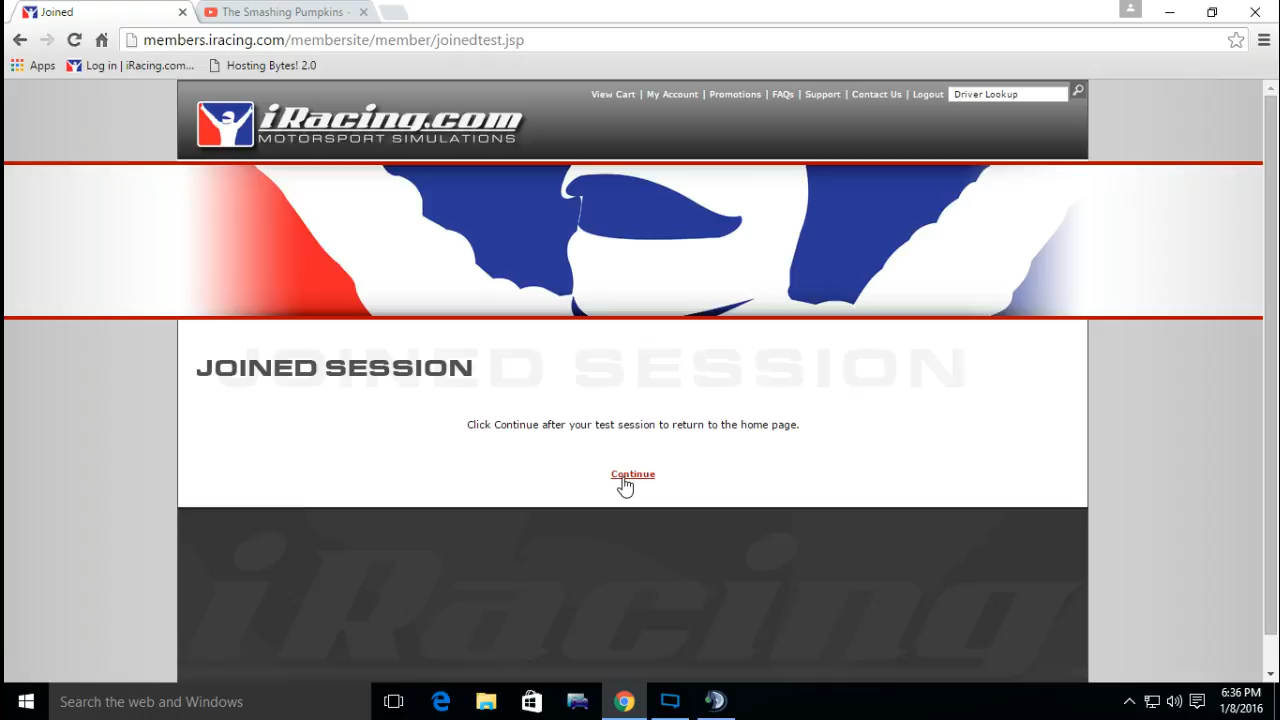 Joined
The Smashing Pumpkins -
members.iracing.com/membersite/member/joinedtest.jsp
Apps
Log in | iRacing.com...
Hosting Bytes! 2.0
View Cart | My Account | Promotions | FAQs | Support | Contact Us | Logout
Driver Lookup
iRacing.com
MOTORSPORT SIMULATIONS
JOINED SESSION
JOINED SESSION
Click Continue after your test session to return to the home page.
Continue
iRacing
Search the web and Windows
6:36 PM
1/8/2016